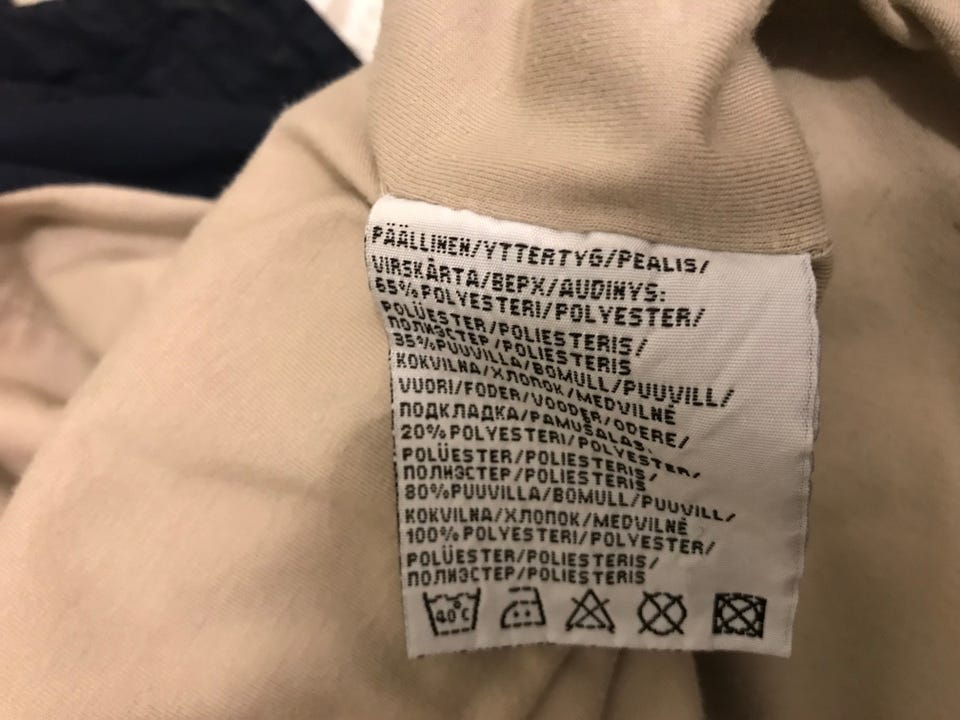 PÄÄLLINEN/YTTERTYG/PEALIS/
VIRSKÄRTA/ВЕРХ/AUDINYS:
65%POLYESTERI/POLYESTER/
POLÜESTER/POLIESTERIS/
ПОЛИЭСТЕР/POLIESTERIS
35%PUUVILLA/BOMULL/PUUVILL/
KOKVILNA/ХЛОПОК/MEDVILNÉ
VUORI/FODER/VOODER/ODERE/
ПОДКЛАДКА/PAMUŠALAS:
20%POLYESTERI/POLYESTER/
POLÜESTER/POLIESTERIS/
ПОЛИЭСТЕР/POLIESTERIS
80%PUUVILLA/BOMULL/PUUVILL/
KOKVILNA/ХЛОПОК/MEDVILNÉ
100%POLYESTERI/POLYESTER/
POLÜESTER/POLIESTERIS/
ПОЛИЭСТЕР/POLIESTERIS
40°C